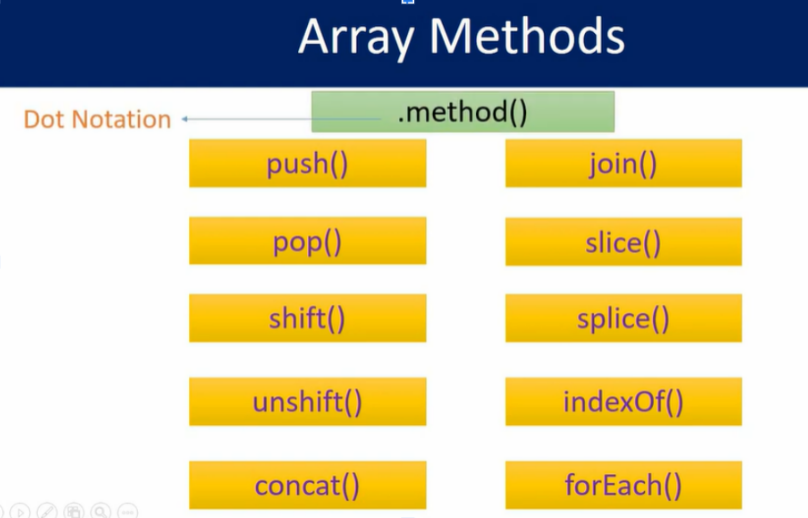 Array Methods
Dot Notation
.method()
push()
join()
pop()
slice()
shift()
splice()
unshift()
indexOf()
concat()
forEach()